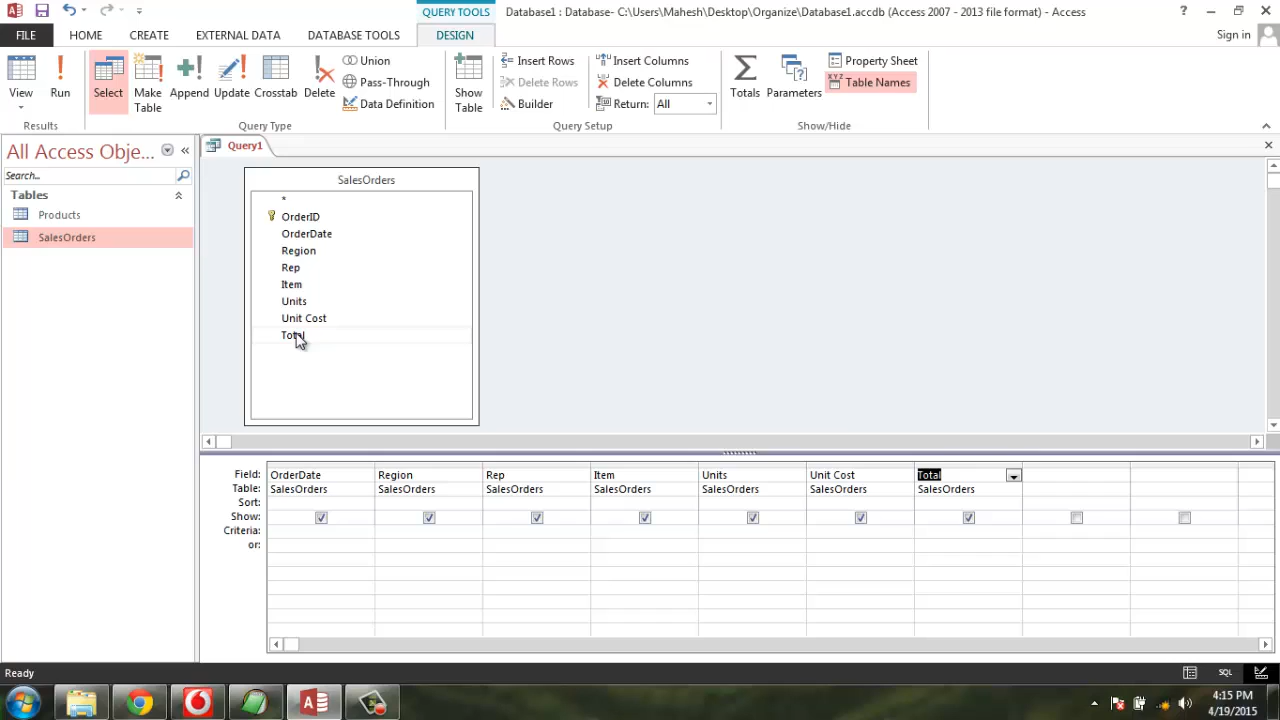 QUERY TOOLS
Database1 : Database- C:\Users\Mahesh\Desktop\Organize\Database1.accdb (Access 2007 - 2013 file format) - Access
?
FILE HOME CREATE EXTERNAL DATA DATABASE TOOLS DESIGN Sign in
View
Run
Select
Make Table
Append
Update
Crosstab
Delete
Union
Pass-Through
Data Definition
Show Table
Insert Rows
Delete Rows
Builder
Insert Columns
Delete Columns
Return: All
Totals
Parameters
Property Sheet
XYZ Table Names
Results Query Type Query Setup Show/Hide
All Access Obje...
Search...
Tables
Products
SalesOrders
Query1
SalesOrders
*
OrderID
OrderDate
Region
Rep
Item
Units
Unit Cost
Total
Field: OrderDate Region Rep Item Units Unit Cost Total
Table: SalesOrders SalesOrders SalesOrders SalesOrders SalesOrders SalesOrders SalesOrders
Sort:
Show:
Criteria:
or:
Ready SQL
4:15 PM
4/19/2015